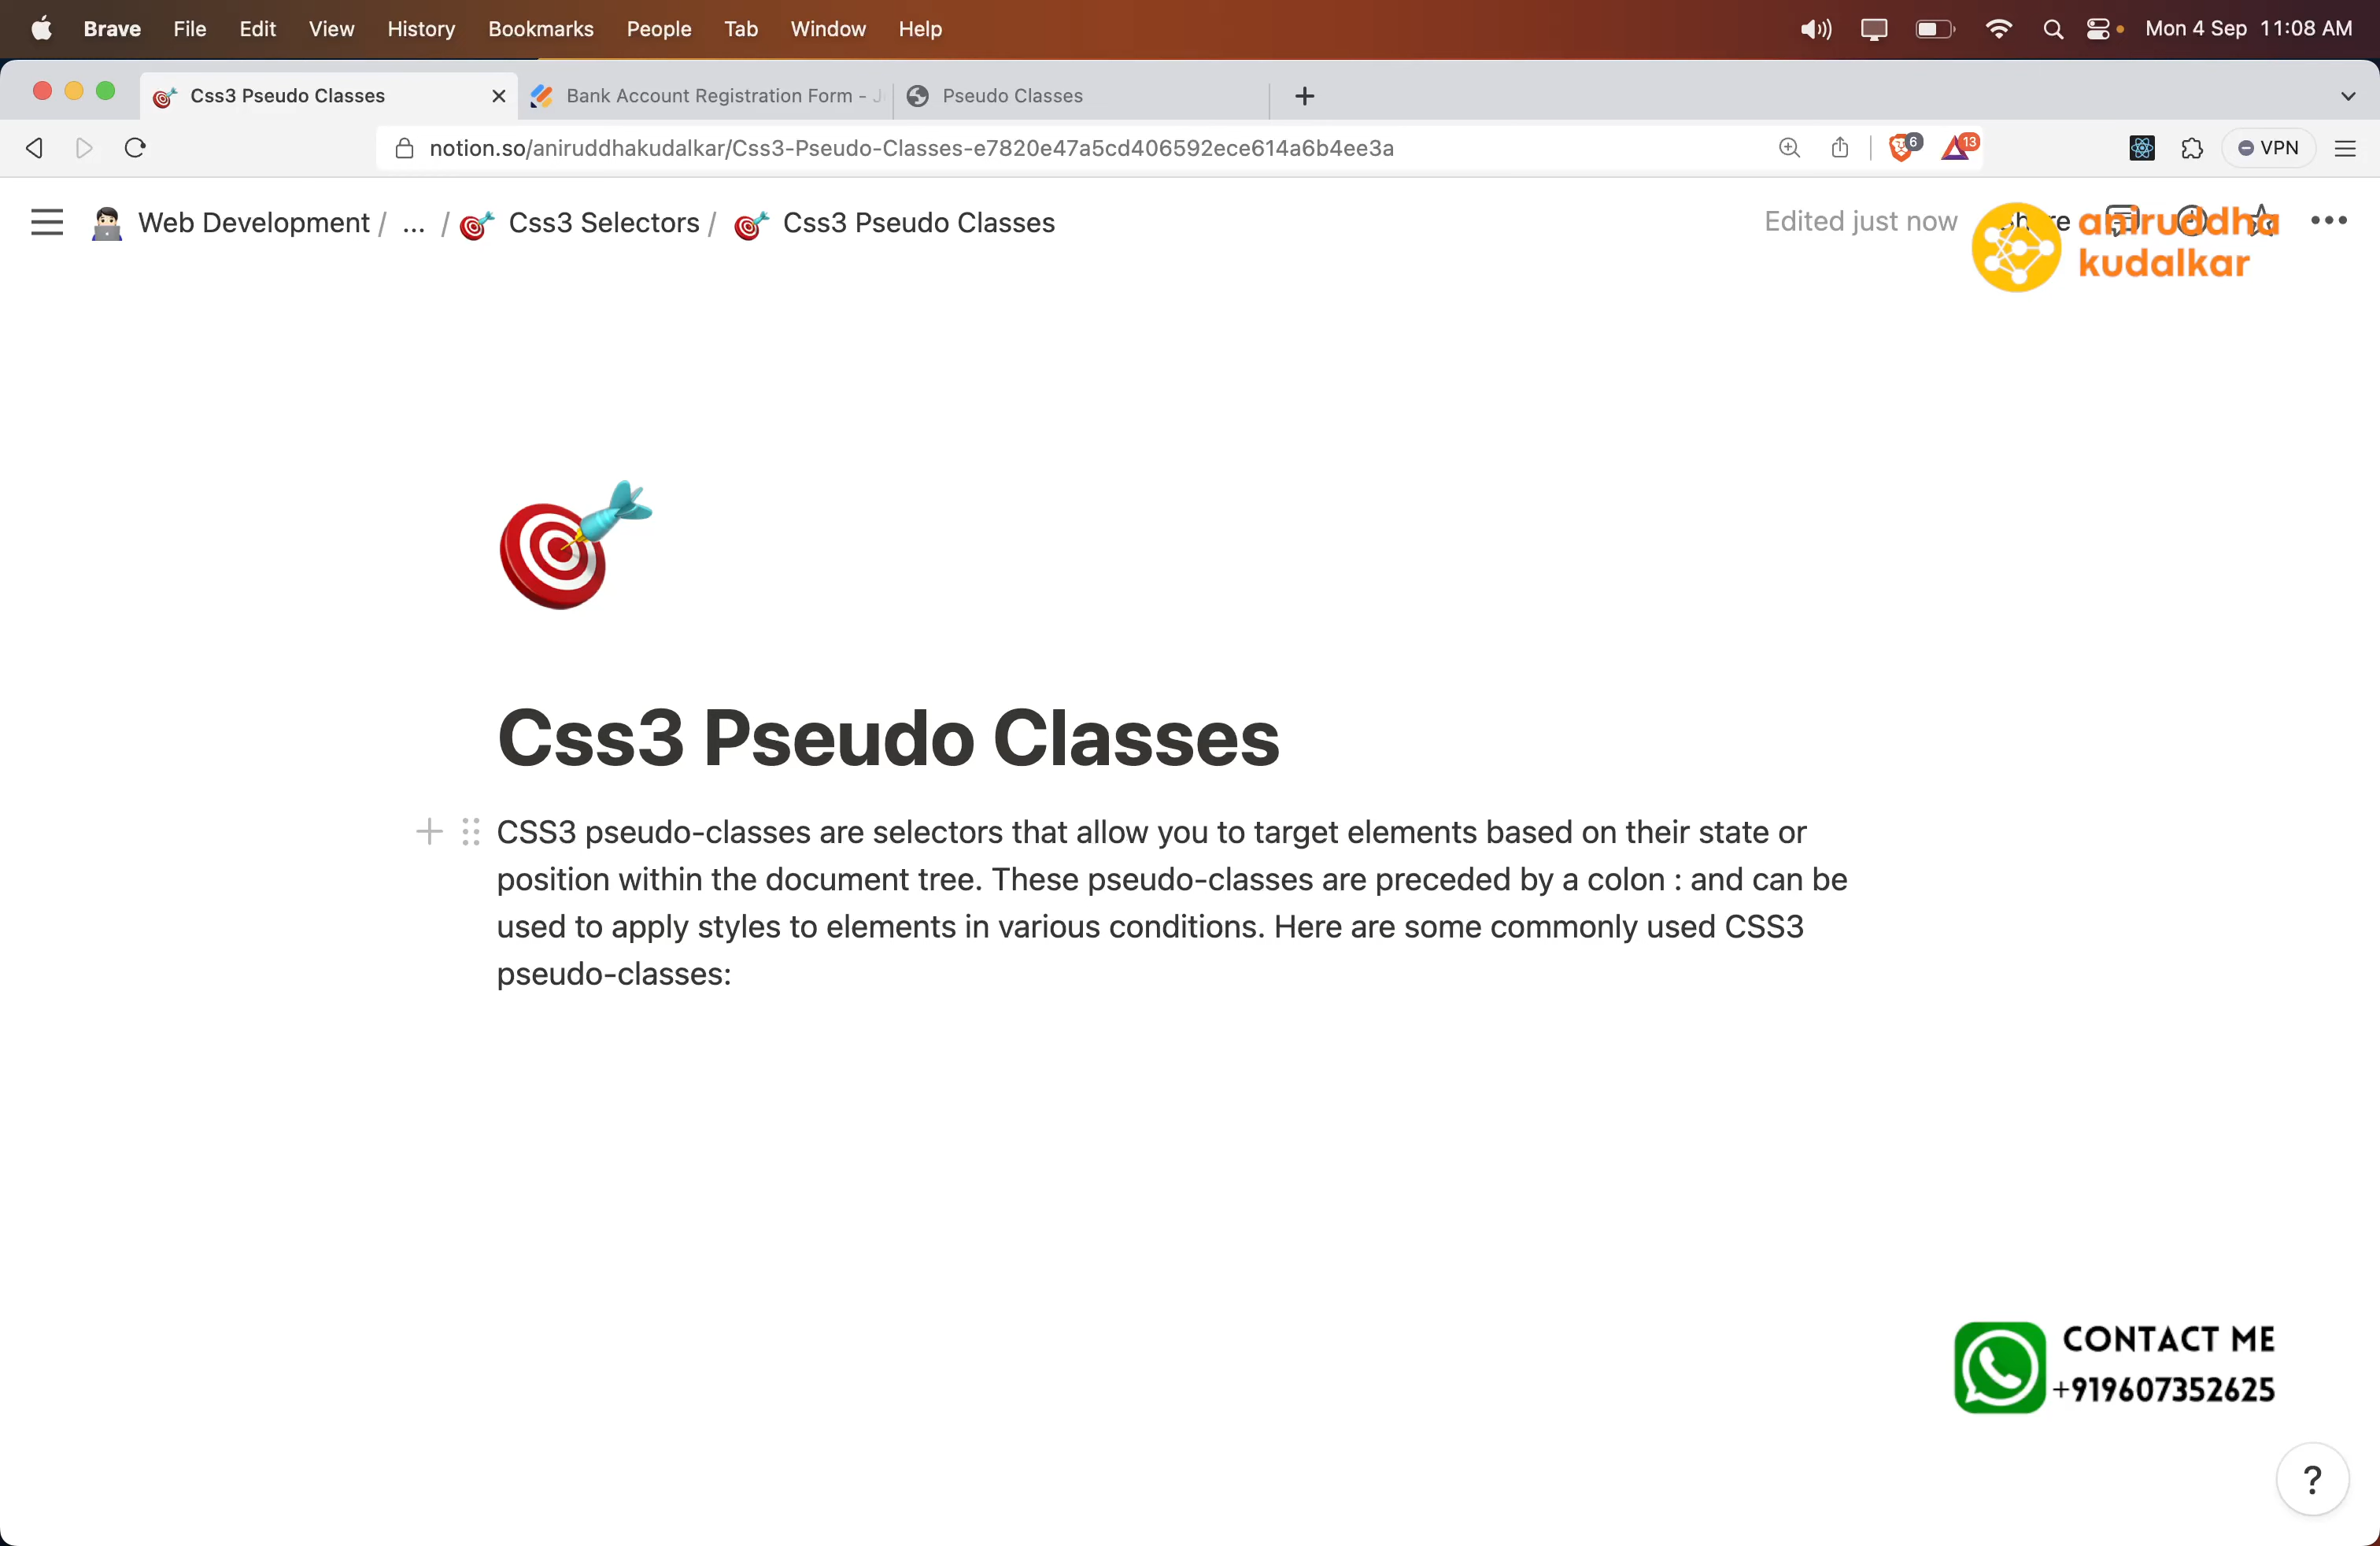 Brave File Edit View History Bookmarks People Tab Window Help Mon 4 Sep 11:08 AM
Css3 Pseudo Classes Bank Account Registration Form - J Pseudo Classes
notion.so/aniruddhakudalkar/Css3-Pseudo-Classes-e7820e47a5cd406592ece614a6b4ee3a 6 13 VPN
Web Development / ... / Css3 Selectors / Css3 Pseudo Classes Edited just now
aniruddha
kudalkar
Css3 Pseudo Classes
CSS3 pseudo-classes are selectors that allow you to target elements based on their state or
position within the document tree. These pseudo-classes are preceded by a colon : and can be
used to apply styles to elements in various conditions. Here are some commonly used CSS3
pseudo-classes:
CONTACT ME
+919607352625
?